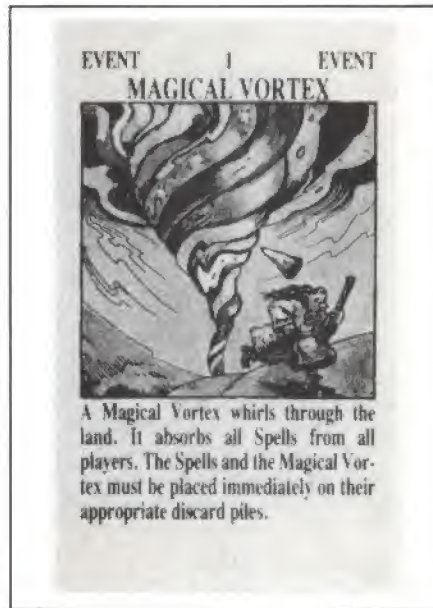 EVENT 1 EVENT
MAGICAL VORTEX
A Magical Vortex whirls through the
land. It absorbs all Spells from all
players. The Spells and the Magical Vor-
tex must be placed immediately on their
appropriate discard piles.